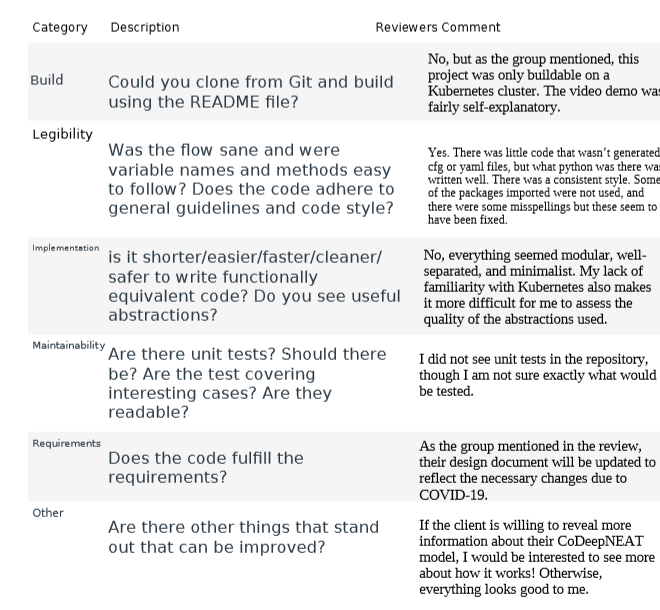 Category Description Reviewers Comment
Build
Could you clone from Git and build
using the README file?
No, but as the group mentioned, this
project was only buildable on a
Kubernetes cluster. The video demo was
fairly self-explanatory.
Legibility
Was the flow sane and were
variable names and methods easy
to follow? Does the code adhere to
general guidelines and code style?
Yes. There was little code that wasn't generated
cfg or yaml files, but what python was there was
written well. There was a consistent style. Some
of the packages imported were not used, and
there were some misspellings but these seem to
have been fixed.
Implementation
is it shorter/easier/faster/cleaner/
safer to write functionally
equivalent code? Do you see useful
abstractions?
No, everything seemed modular, well-
separated, and minimalist. My lack of
familiarity with Kubernetes also makes
it more difficult for me to assess the
quality of the abstractions used.
Maintainability
Are there unit tests? Should there
be? Are the test covering
interesting cases? Are they
readable?
I did not see unit tests in the repository,
though I am not sure exactly what would
be tested.
Requirements
Does the code fulfill the
requirements?
As the group mentioned in the review,
their design document will be updated to
reflect the necessary changes due to
COVID-19.
Other
Are there other things that stand
out that can be improved?
If the client is willing to reveal more
information about their CoDeepNEAT
model, I would be interested to see more
about how it works! Otherwise,
everything looks good to me.